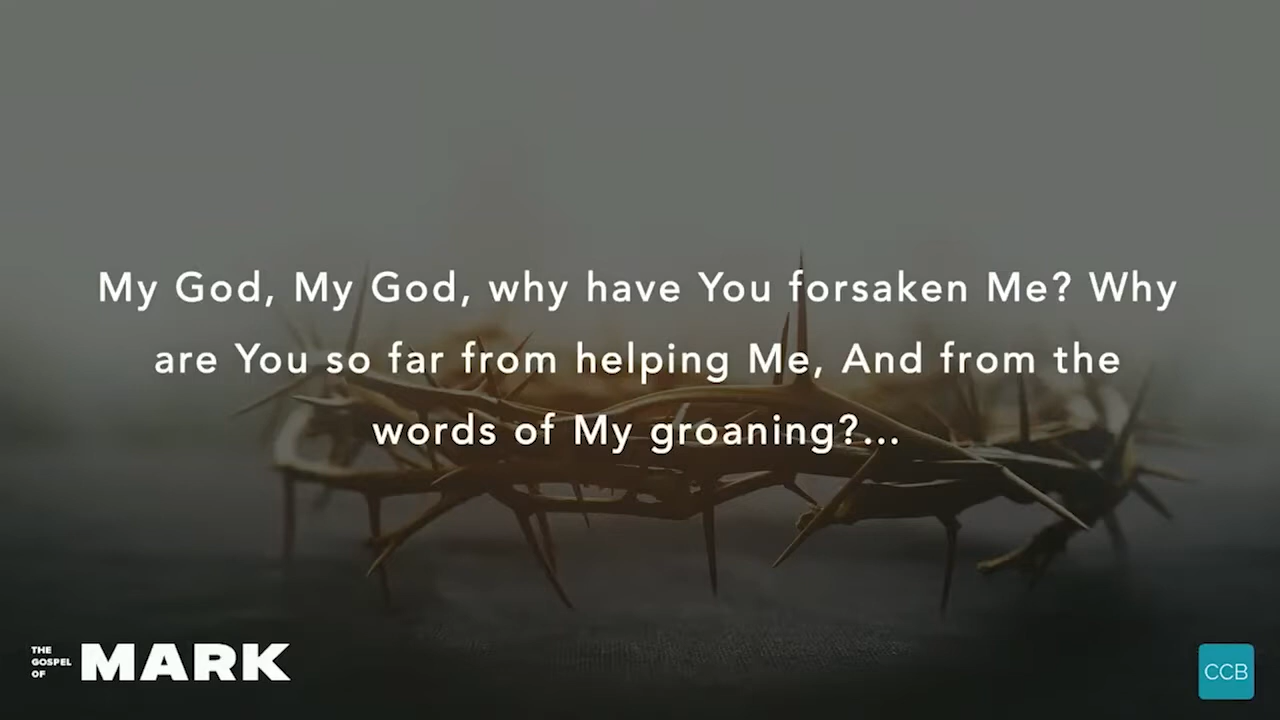 My God, My God, why have You forsaken Me? Why
are You so far from helping Me, And from the
words of My groaning?...
THE
GOSPEL
OF
MARK
CCB